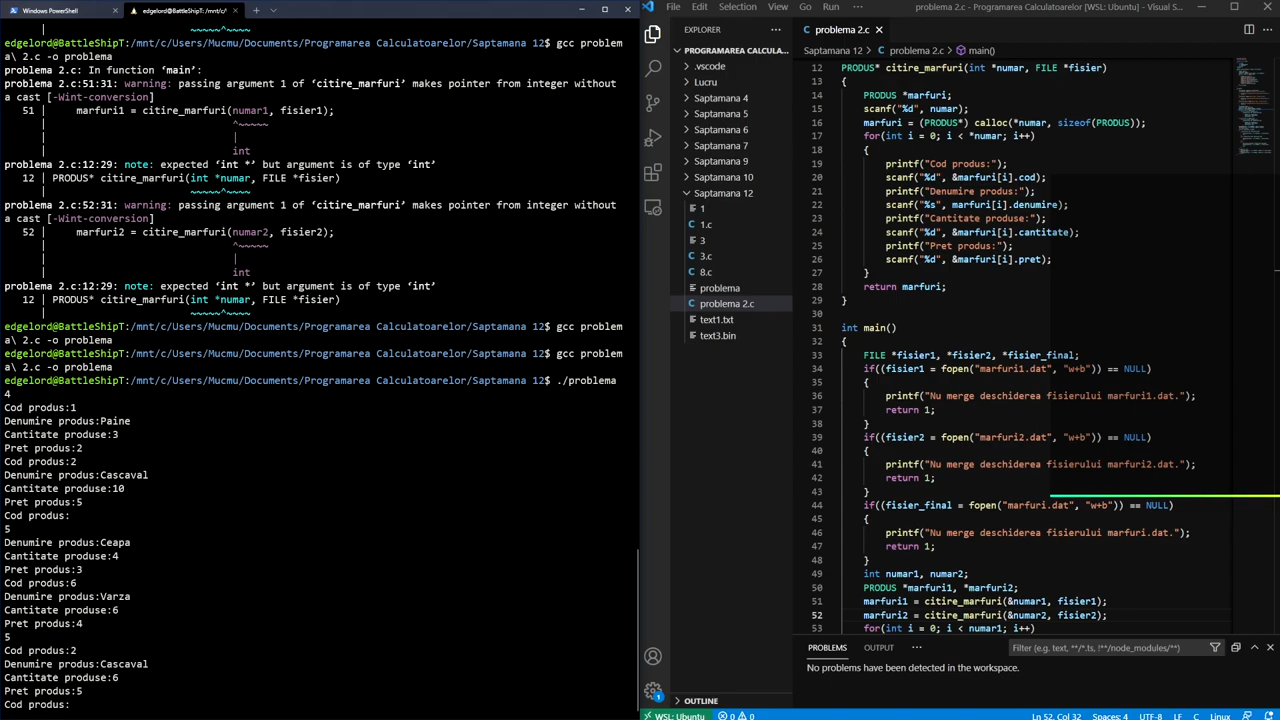 Windows PowerShell
edgelord@BattleShipT: /mnt/c/
|     ~~~~~^~~~~
edgelord@BattleShipT:/mnt/c/Users/Mucmu/Documents/Programarea Calculatoarelor/Saptamana 12$ gcc problem
a\ 2.c -o problema
problema 2.c: In function ‘main’:
problema 2.c:51:31: warning: passing argument 1 of ‘citire_marfuri’ makes pointer from integer without
a cast [-Wint-conversion]
51 |     marfuri1 = citire_marfuri(numar1, fisier1);
|                               ^~~~~~
|                               |
|                               int
problema 2.c:12:29: note: expected ‘int *’ but argument is of type ‘int’
12 | PRODUS* citire_marfuri(int *numar, FILE *fisier)
|                        ~~~~~^~~~~
problema 2.c:52:31: warning: passing argument 1 of ‘citire_marfuri’ makes pointer from integer without
a cast [-Wint-conversion]
52 |     marfuri2 = citire_marfuri(numar2, fisier2);
|                               ^~~~~~
|                               |
|                               int
problema 2.c:12:29: note: expected ‘int *’ but argument is of type ‘int’
12 | PRODUS* citire_marfuri(int *numar, FILE *fisier)
|                        ~~~~~^~~~~
edgelord@BattleShipT:/mnt/c/Users/Mucmu/Documents/Programarea Calculatoarelor/Saptamana 12$ gcc problem
a\ 2.c -o problema
edgelord@BattleShipT:/mnt/c/Users/Mucmu/Documents/Programarea Calculatoarelor/Saptamana 12$ gcc problem
a\ 2.c -o problema
edgelord@BattleShipT:/mnt/c/Users/Mucmu/Documents/Programarea Calculatoarelor/Saptamana 12$ ./problema
4
Cod produs:1
Denumire produs:Paine
Cantitate produse:3
Pret produs:2
Cod produs:2
Denumire produs:Cascaval
Cantitate produse:10
Pret produs:5
Cod produs:
5
Denumire produs:Ceapa
Cantitate produse:4
Pret produs:3
Cod produs:6
Denumire produs:Varza
Cantitate produse:6
Pret produs:4
5
Cod produs:2
Denumire produs:Cascaval
Cantitate produse:6
Pret produs:5
Cod produs:
File Edit Selection View Go Run ··· problema 2.c - Programarea Calculatoarelor [WSL: Ubuntu] - Visual S...
EXPLORER ···
PROGRAMAREA CALCULA...
.vscode
Lucru
Saptamana 4
Saptamana 5
Saptamana 6
Saptamana 7
Saptamana 9
Saptamana 10
Saptamana 12
1
C 1.c
3
C 3.c
C 8.c
problema
C problema 2.c
text1.txt
text3.bin
OUTLINE
C problema 2.c ×
Saptamana 12 > C problema 2.c > main()
12 PRODUS* citire_marfuri(int *numar, FILE *fisier)
13 {
14     PRODUS *marfuri;
15     scanf("%d", numar);
16     marfuri = (PRODUS*) calloc(*numar, sizeof(PRODUS));
17     for(int i = 0; i < *numar; i++)
18     {
19         printf("Cod produs:");
20         scanf("%d", &marfuri[i].cod);
21         printf("Denumire produs:");
22         scanf("%s", marfuri[i].denumire);
23         printf("Cantitate produse:");
24         scanf("%d", &marfuri[i].cantitate);
25         printf("Pret produs:");
26         scanf("%d", &marfuri[i].pret);
27     }
28     return marfuri;
29 }
30
31 int main()
32 {
33     FILE *fisier1, *fisier2, *fisier_final;
34     if((fisier1 = fopen("marfuri1.dat", "w+b")) == NULL)
35     {
36         printf("Nu merge deschiderea fisierului marfuri1.dat.");
37         return 1;
38     }
39     if((fisier2 = fopen("marfuri2.dat", "w+b")) == NULL)
40     {
41         printf("Nu merge deschiderea fisierului marfuri2.dat.");
42         return 1;
43     }
44     if((fisier_final = fopen("marfuri.dat", "w+b")) == NULL)
45     {
46         printf("Nu merge deschiderea fisierului marfuri.dat.");
47         return 1;
48     }
49     int numar1, numar2;
50     PRODUS *marfuri1, *marfuri2;
51     marfuri1 = citire_marfuri(&numar1, fisier1);
52     marfuri2 = citire_marfuri(&numar2, fisier2);
53     for(int i = 0; i < numar1; i++)
PROBLEMS OUTPUT ··· Filter (e.g. text, **/*.ts, !**/node_modules/**)
No problems have been detected in the workspace.
1
WSL: Ubuntu 0 0 Ln 52, Col 32 Spaces: 4 UTF-8 LF C Linux